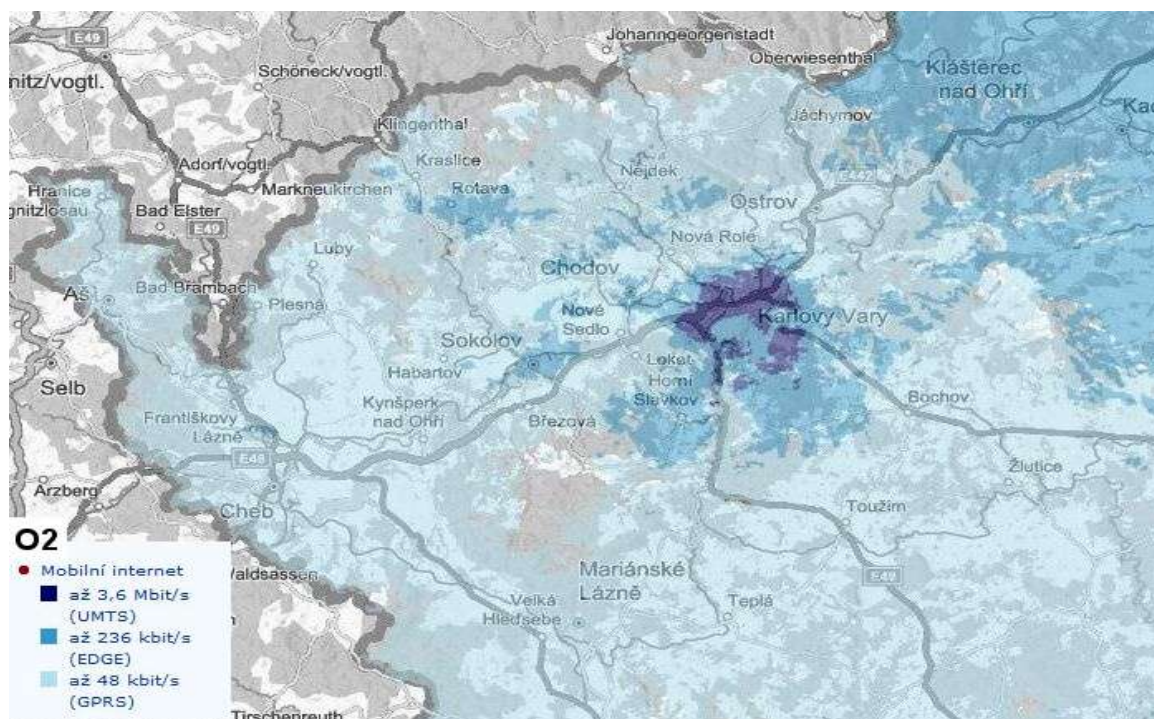 E49
Johanngeorgenstadt
Oberwiesenthal
Schöneck/vogtl.
nitz/vogtl.
Klášterec
nad Ohří
Jáchymov
Klingenthal
Kraslice
Adorf/vogtl.
Markneukirchen
Rotava
Nejdek
Hranice
gnitzlosau
Bad Elster
E49
Ostrov
Luby
Nová Role
Chodov
Aš
Bad Brambach
Plesná
Nové
Sedlo
Karlovy Vary
Sokolov
Loket
Habartov
Horní
Slavkov
Selb
Kynšperk
nad Ohří
Bochov
Františkovy
Lázně
Březová
E48
Žlutice
Arzberg
Cheb
Toužim
O2
Mobilní internet
až 3,6 Mbit/s
(UMTS)
až 236 kbit/s
(EDGE)
až 48 kbit/s
(GPRS)
Waldsassen
Mariánské
Lázně
E49
Velká
Hleďsebe
Teplá
Tirschenreuth